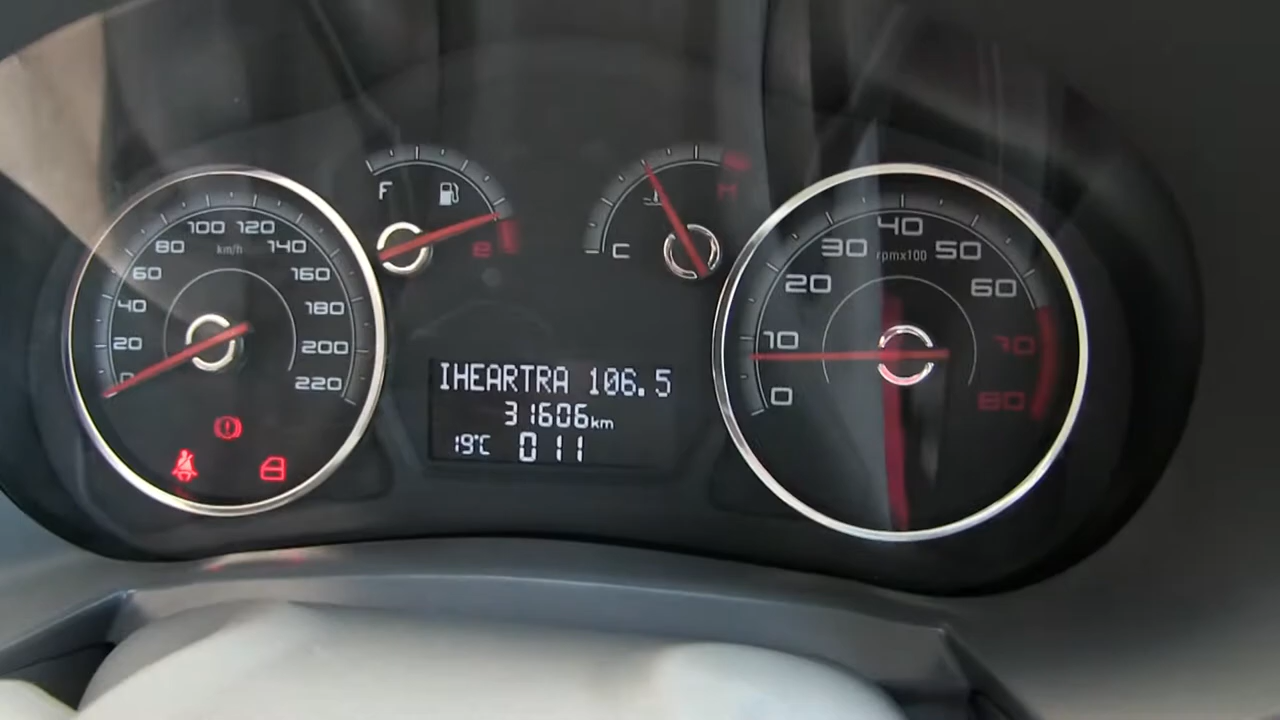 100 120
80 km/h 140
60 160
40 180
20 200
0 220
F E
C H
IHEARTRA 106.5
31606km
19°C 011
40
30 rpmx100 50
20 60
10 70
0 80